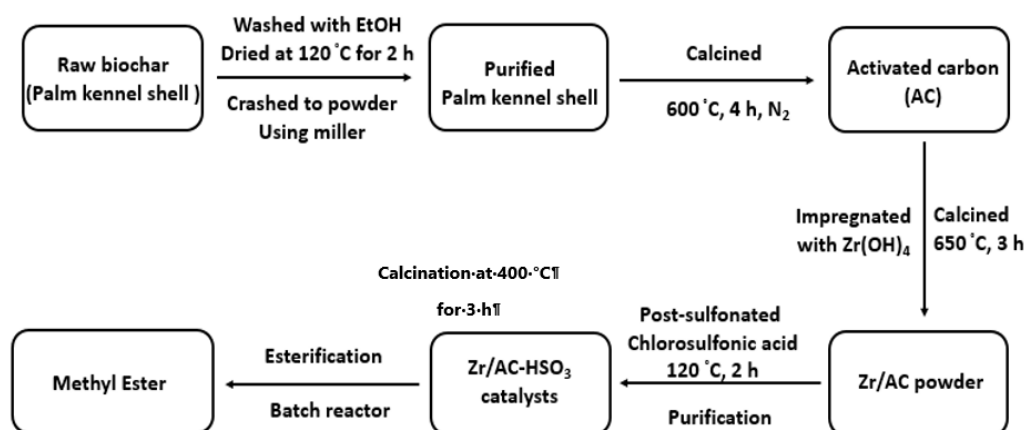 Raw biochar
(Palm kernel shell )
Washed with EtOH
Dried at 120 ˚C for 2 h
Crashed to powder
Using miller
Purified
Palm kernel shell
Calcined
600 ˚C, 4 h, N₂
Activated carbon
(AC)
Impregnated
with Zr(OH)₄
Calcined
650 ˚C, 3 h
Zr/AC powder
Post-sulfonated
Chlorosulfonic acid
120 ˚C, 2 h
Purification
Calcination·at·400·°C¶
for·3·h¶
Zr/AC-HSO₃
catalysts
Esterification
Batch reactor
Methyl Ester